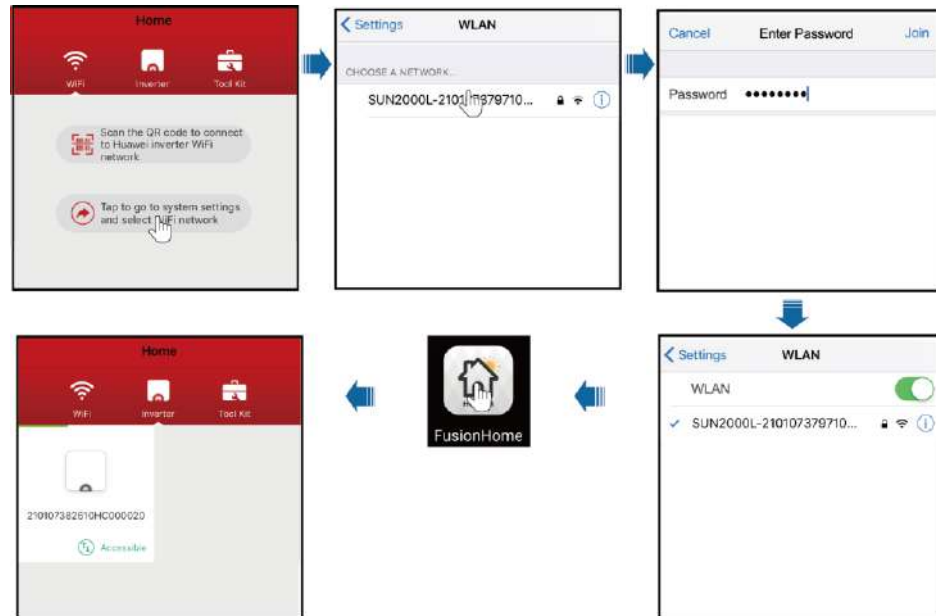 Home
WiFi
Inverter
Tool Kit
Scan the QR code to connect
to Huawei inverter WiFi
network
Tap to go to system settings
and select WiFi network
Settings
WLAN
CHOOSE A NETWORK...
SUN2000L-210107379710...
Cancel
Enter Password
Join
Password ••••••••
Home
WiFi
Inverter
Tool Kit
210107382610HC000020
Accessible
FusionHome
Settings
WLAN
WLAN
SUN2000L-210107379710...